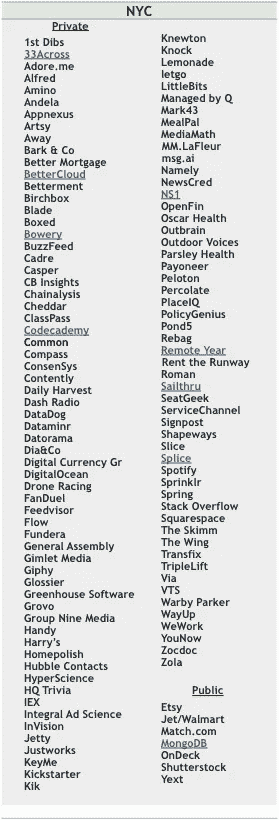 NYC
Private
1st Dibs
33Across
Adore.me
Alfred
Amino
Andela
Appnexus
Artsy
Away
Bark & Co
Better Mortgage
BetterCloud
Betterment
Birchbox
Blade
Boxed
Bowery
BuzzFeed
Cadre
Casper
CB Insights
Chainalysis
Cheddar
ClassPass
Codecademy
Common
Compass
ConsenSys
Contently
Daily Harvest
Dash Radio
DataDog
Dataminr
Datorama
Dia&Co
Digital Currency Gr
DigitalOcean
Drone Racing
FanDuel
Feedvisor
Flow
Fundera
General Assembly
Gimlet Media
Giphy
Glossier
Greenhouse Software
Grovo
Group Nine Media
Handy
Harry's
Homepolish
Hubble Contacts
HyperScience
HQ Trivia
IEX
Integral Ad Science
InVision
Jetty
Justworks
KeyMe
Kickstarter
Kik
Knewton
Knock
Lemonade
letgo
LittleBits
Managed by Q
Mark43
MealPal
MediaMath
MM.LaFleur
msg.ai
Namely
NewsCred
NS1
OpenFin
Oscar Health
Outbrain
Outdoor Voices
Parsley Health
Payoneer
Peloton
Percolate
PlaceIQ
PolicyGenius
Pond5
Rebag
Remote Year
Rent the Runway
Roman
Sailthru
SeatGeek
ServiceChannel
Signpost
Shapeways
Slice
Splice
Spotify
Sprinklr
Spring
Stack Overflow
Squarespace
The Skimm
The Wing
Transfix
TripleLift
Via
VTS
Warby Parker
WayUp
WeWork
YouNow
Zocdoc
Zola
Public
Etsy
Jet/Walmart
Match.com
MongoDB
OnDeck
Shutterstock
Yext